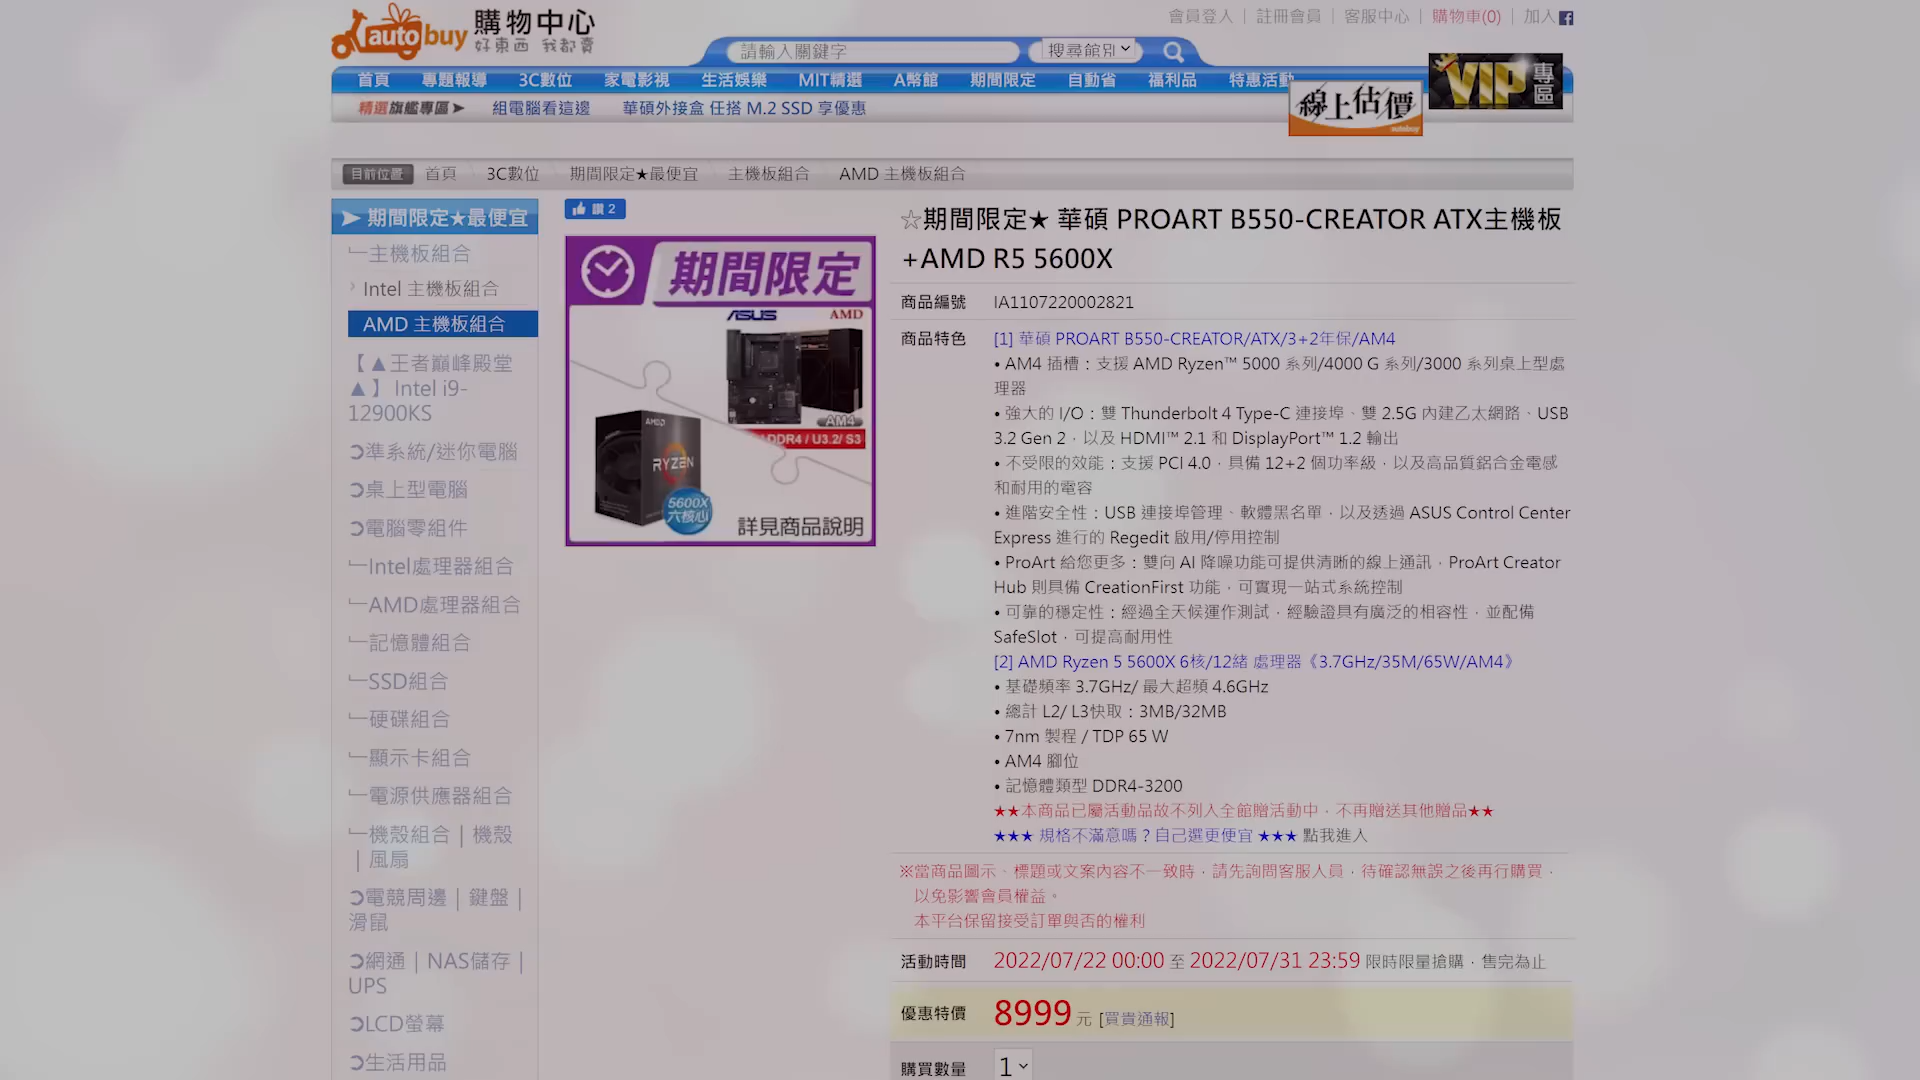 autobuy 購物中心
好東西 我都賣
會員登入 | 註冊會員 | 客服中心 | 購物車(0) | 加入
請輸入關鍵字 搜尋館別
首頁 專題報導 3C數位 家電影視 生活娛樂 MIT精選 A幣館 期間限定 自動省 福利品 特惠活動
線上估價 autobuy
VIP專區
精選旗艦專區➤ 組電腦看這邊 華碩外接盒 任搭 M.2 SSD 享優惠
目前位置 首頁 3C數位 期間限定★最便宜 主機板組合 AMD 主機板組合
➤ 期間限定★最便宜
└─主機板組合
Intel 主機板組合
AMD 主機板組合
【▲王者巔峰殿堂
▲】Intel i9-
12900KS
➲準系統/迷你電腦
➲桌上型電腦
➲電腦零組件
└─Intel處理器組合
└─AMD處理器組合
└─記憶體組合
└─SSD組合
└─硬碟組合
└─顯示卡組合
└─電源供應器組合
└─機殼組合｜機殼
｜風扇
➲電競周邊｜鍵盤｜
滑鼠
➲網通｜NAS儲存｜
UPS
➲LCD螢幕
➲生活用品
讚 2
期間限定
ASUS AMD
AM4
DDR4 / U3.2/ S3
AMD
RYZEN
5600X
六核心
詳見商品說明
☆期間限定★ 華碩 PROART B550-CREATOR ATX主機板
+AMD R5 5600X
商品編號 IA1107220002821
商品特色 [1] 華碩 PROART B550-CREATOR/ATX/3+2年保/AM4
• AM4 插槽：支援 AMD Ryzen™ 5000 系列/4000 G 系列/3000 系列桌上型處
理器
• 強大的 I/O：雙 Thunderbolt 4 Type-C 連接埠、雙 2.5G 內建乙太網路、USB
3.2 Gen 2，以及 HDMI™ 2.1 和 DisplayPort™ 1.2 輸出
• 不受限的效能：支援 PCI 4.0，具備 12+2 個功率級，以及高品質鋁合金電感
和耐用的電容
• 進階安全性：USB 連接埠管理、軟體黑名單，以及透過 ASUS Control Center
Express 進行的 Regedit 啟用/停用控制
• ProArt 給您更多：雙向 AI 降噪功能可提供清晰的線上通訊，ProArt Creator
Hub 則具備 CreationFirst 功能，可實現一站式系統控制
• 可靠的穩定性：經過全天候運作測試，經驗證具有廣泛的相容性，並配備
SafeSlot，可提高耐用性
[2] AMD Ryzen 5 5600X 6核/12緒 處理器《3.7GHz/35M/65W/AM4》
• 基礎頻率 3.7GHz/ 最大超頻 4.6GHz
• 總計 L2/ L3快取：3MB/32MB
• 7nm 製程 / TDP 65 W
• AM4 腳位
• 記憶體類型 DDR4-3200
★★本商品已屬活動品故不列入全館贈活動中，不再贈送其他贈品★★
★★★ 規格不滿意嗎？自己選更便宜 ★★★ 點我進入
※當商品圖示、標題或文案內容不一致時，請先詢問客服人員，待確認無誤之後再行購買，
以免影響會員權益。
本平台保留接受訂單與否的權利
活動時間 2022/07/22 00:00 至 2022/07/31 23:59 限時限量搶購，售完為止
優惠特價 8999 元 [買貴通報]
購買數量 1